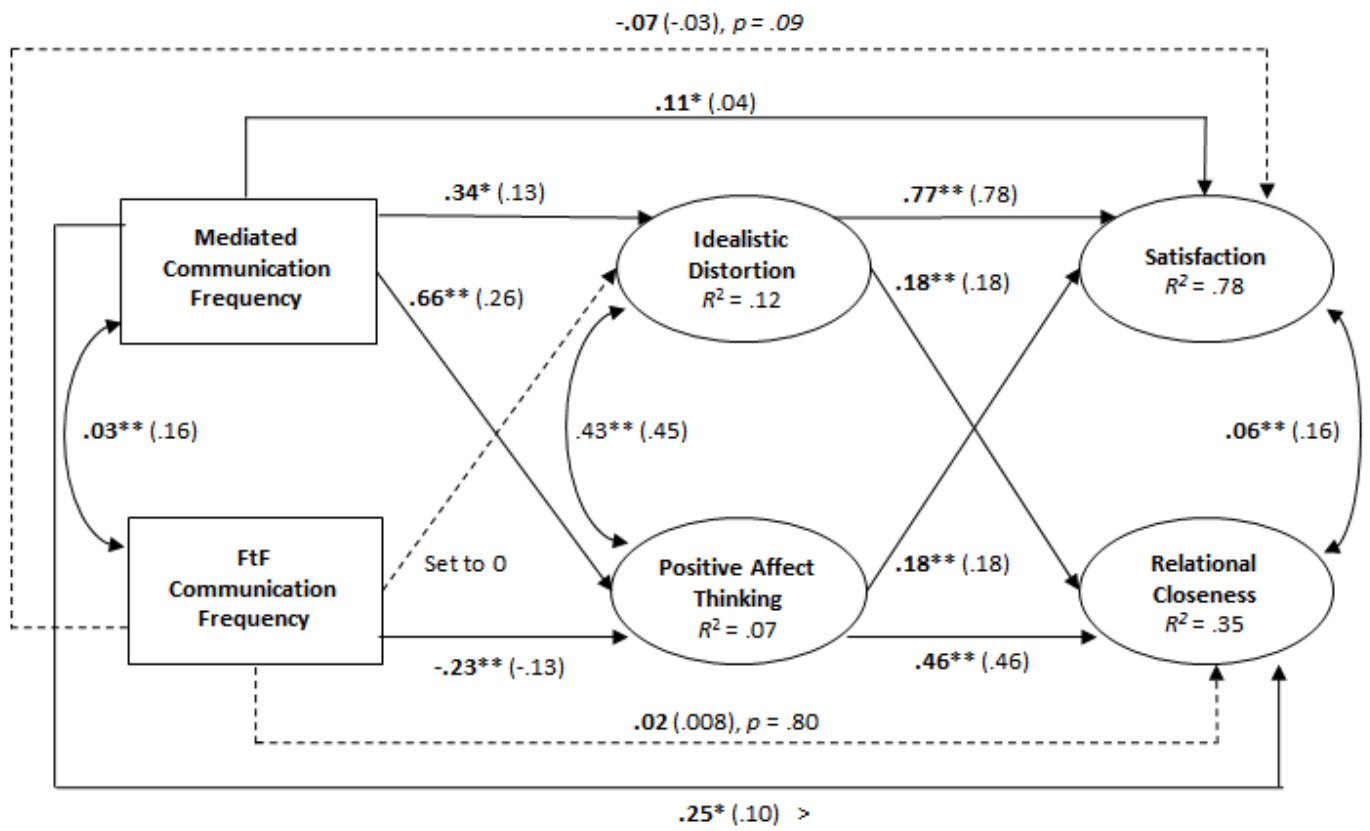 -.07 (-.03), p = .09
.11* (.04)
.34* (.13)
.77** (.78)
Mediated
Communication
Frequency
Idealistic
Distortion
R² = .12
Satisfaction
R² = .78
.66** (.26)
.18** (.18)
.03** (.16)
.43** (.45)
.06** (.16)
FtF
Communication
Frequency
Set to 0
Positive Affect
Thinking
R² = .07
.18** (.18)
Relational
Closeness
R² = .35
-.23** (-.13)
.46** (.46)
.02 (.008), p = .80
.25* (.10) >